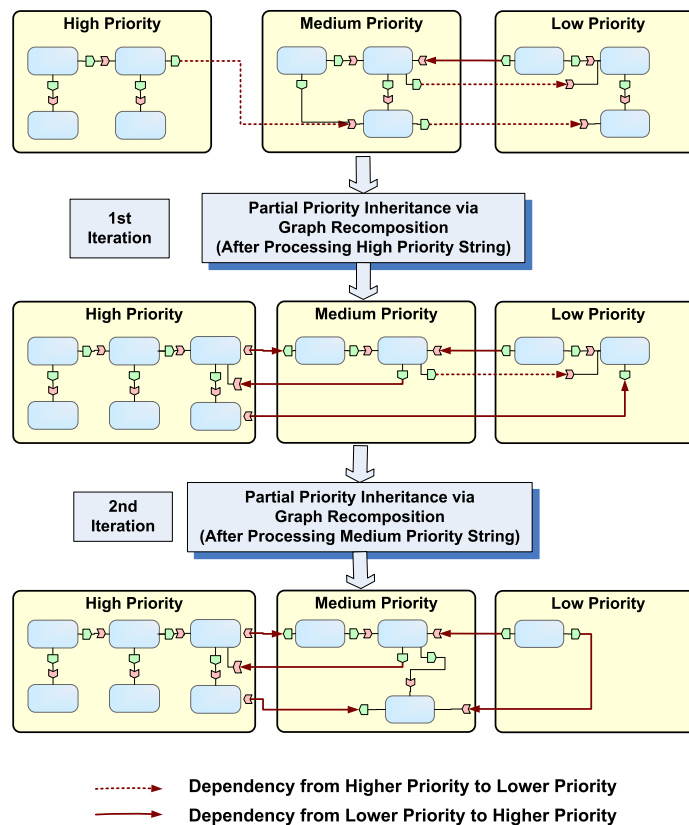 High Priority
Medium Priority
Low Priority
1st
Iteration
Partial Priority Inheritance via
Graph Recomposition
(After Processing High Priority String)
High Priority
Medium Priority
Low Priority
2nd
Iteration
Partial Priority Inheritance via
Graph Recomposition
(After Processing Medium Priority String)
High Priority
Medium Priority
Low Priority
Dependency from Higher Priority to Lower Priority
Dependency from Lower Priority to Higher Priority